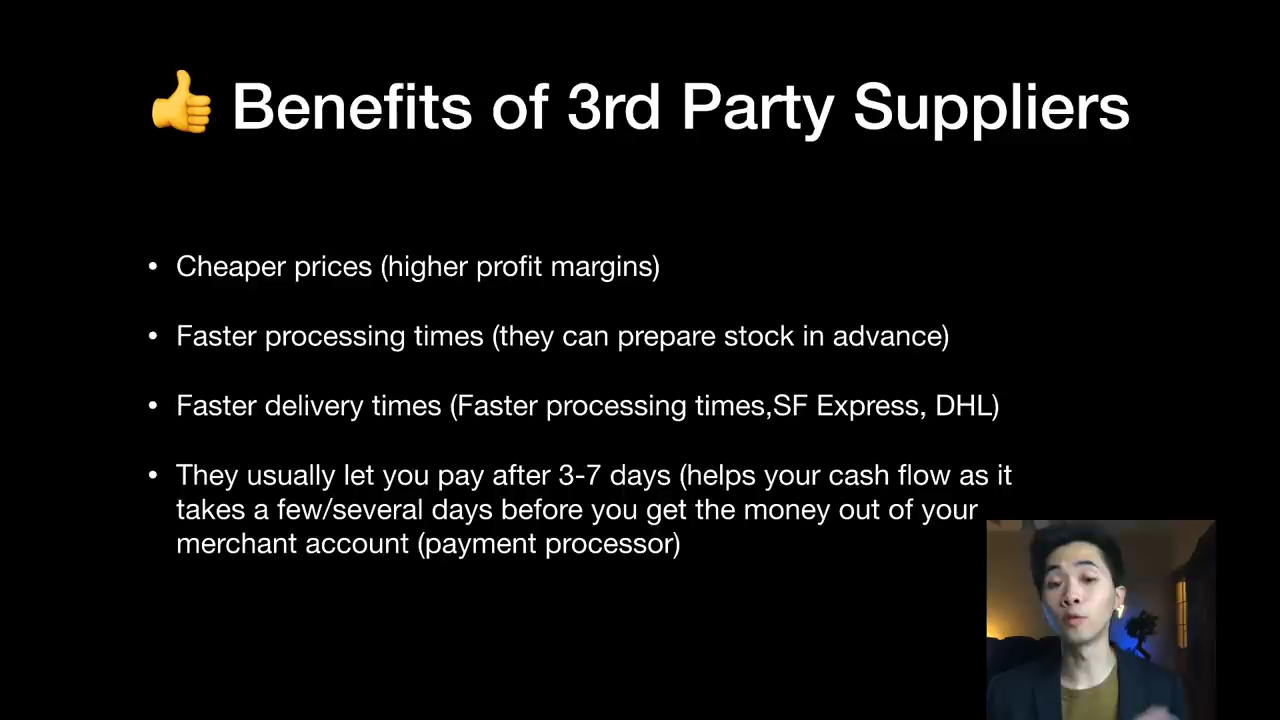 👍 Benefits of 3rd Party Suppliers
• Cheaper prices (higher profit margins)
• Faster processing times (they can prepare stock in advance)
• Faster delivery times (Faster processing times,SF Express, DHL)
• They usually let you pay after 3-7 days (helps your cash flow as it
takes a few/several days before you get the money out of your
merchant account (payment processor)